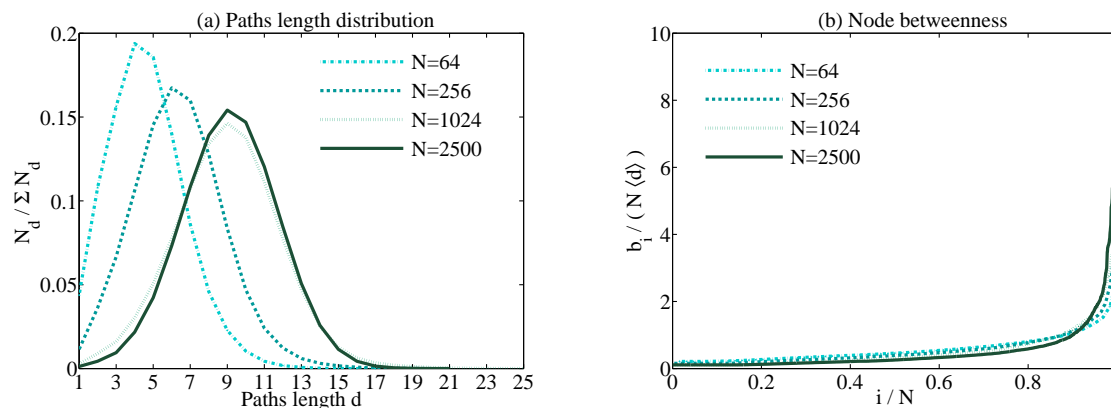 (a) Paths length distribution
0.2
0.15
0.1
0.05
0
N_d / Σ N_d
N=64
N=256
N=1024
N=2500
1 3 5 7 9 11 13 15 17 19 21 23 25
Paths length d
(b) Node betweenness
10
8
6
4
2
0
b_i / ( N ⟨d⟩ )
N=64
N=256
N=1024
N=2500
0 0.2 0.4 0.6 0.8
i / N